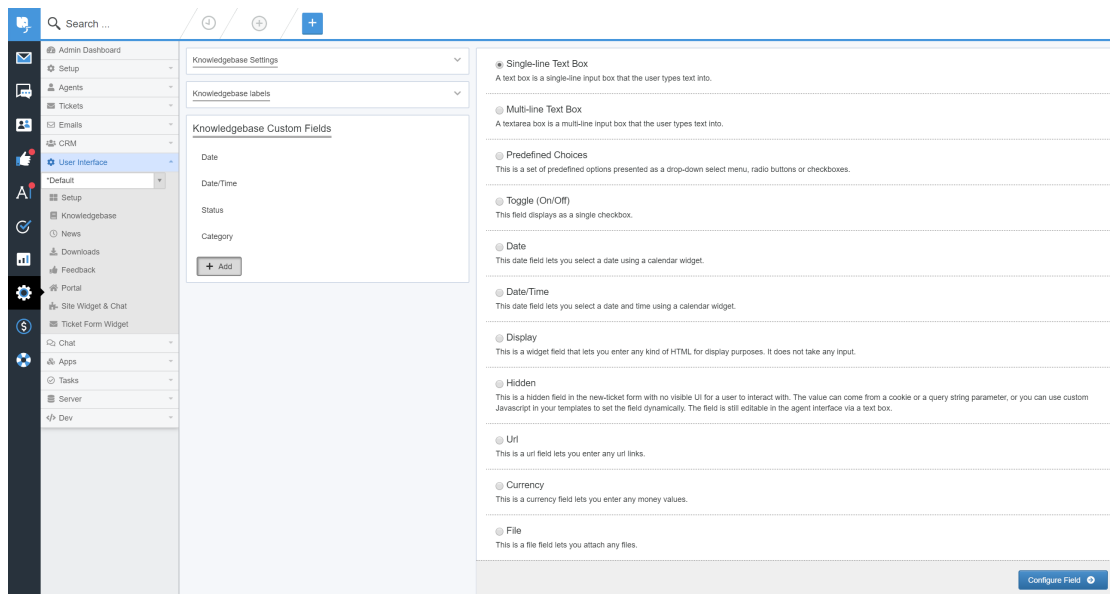 Search ...
+
Admin Dashboard
Setup
Agents
Tickets
Emails
CRM
User Interface
*Default
Setup
Knowledgebase
News
Downloads
Feedback
Portal
Site Widget & Chat
Ticket Form Widget
Chat
Apps
Tasks
Server
</> Dev
Knowledgebase Settings
Knowledgebase labels
Knowledgebase Custom Fields
Date
Date/Time
Status
Category
+ Add
Single-line Text Box
A text box is a single-line input box that the user types text into.
Multi-line Text Box
A textarea box is a multi-line input box that the user types text into.
Predefined Choices
This is a set of predefined options presented as a drop-down select menu, radio buttons or checkboxes.
Toggle (On/Off)
This field displays as a single checkbox.
Date
This date field lets you select a date using a calendar widget.
Date/Time
This date field lets you select a date and time using a calendar widget.
Display
This is a widget field that lets you enter any kind of HTML for display purposes. It does not take any input.
Hidden
This is a hidden field in the new-ticket form with no visible UI for a user to interact with. The value can come from a cookie or a query string parameter, or you can use custom
Javascript in your templates to set the field dynamically. The field is still editable in the agent interface via a text box.
Url
This is a url field lets you enter any url links.
Currency
This is a currency field lets you enter any money values.
File
This is a file field lets you attach any files.
Configure Field